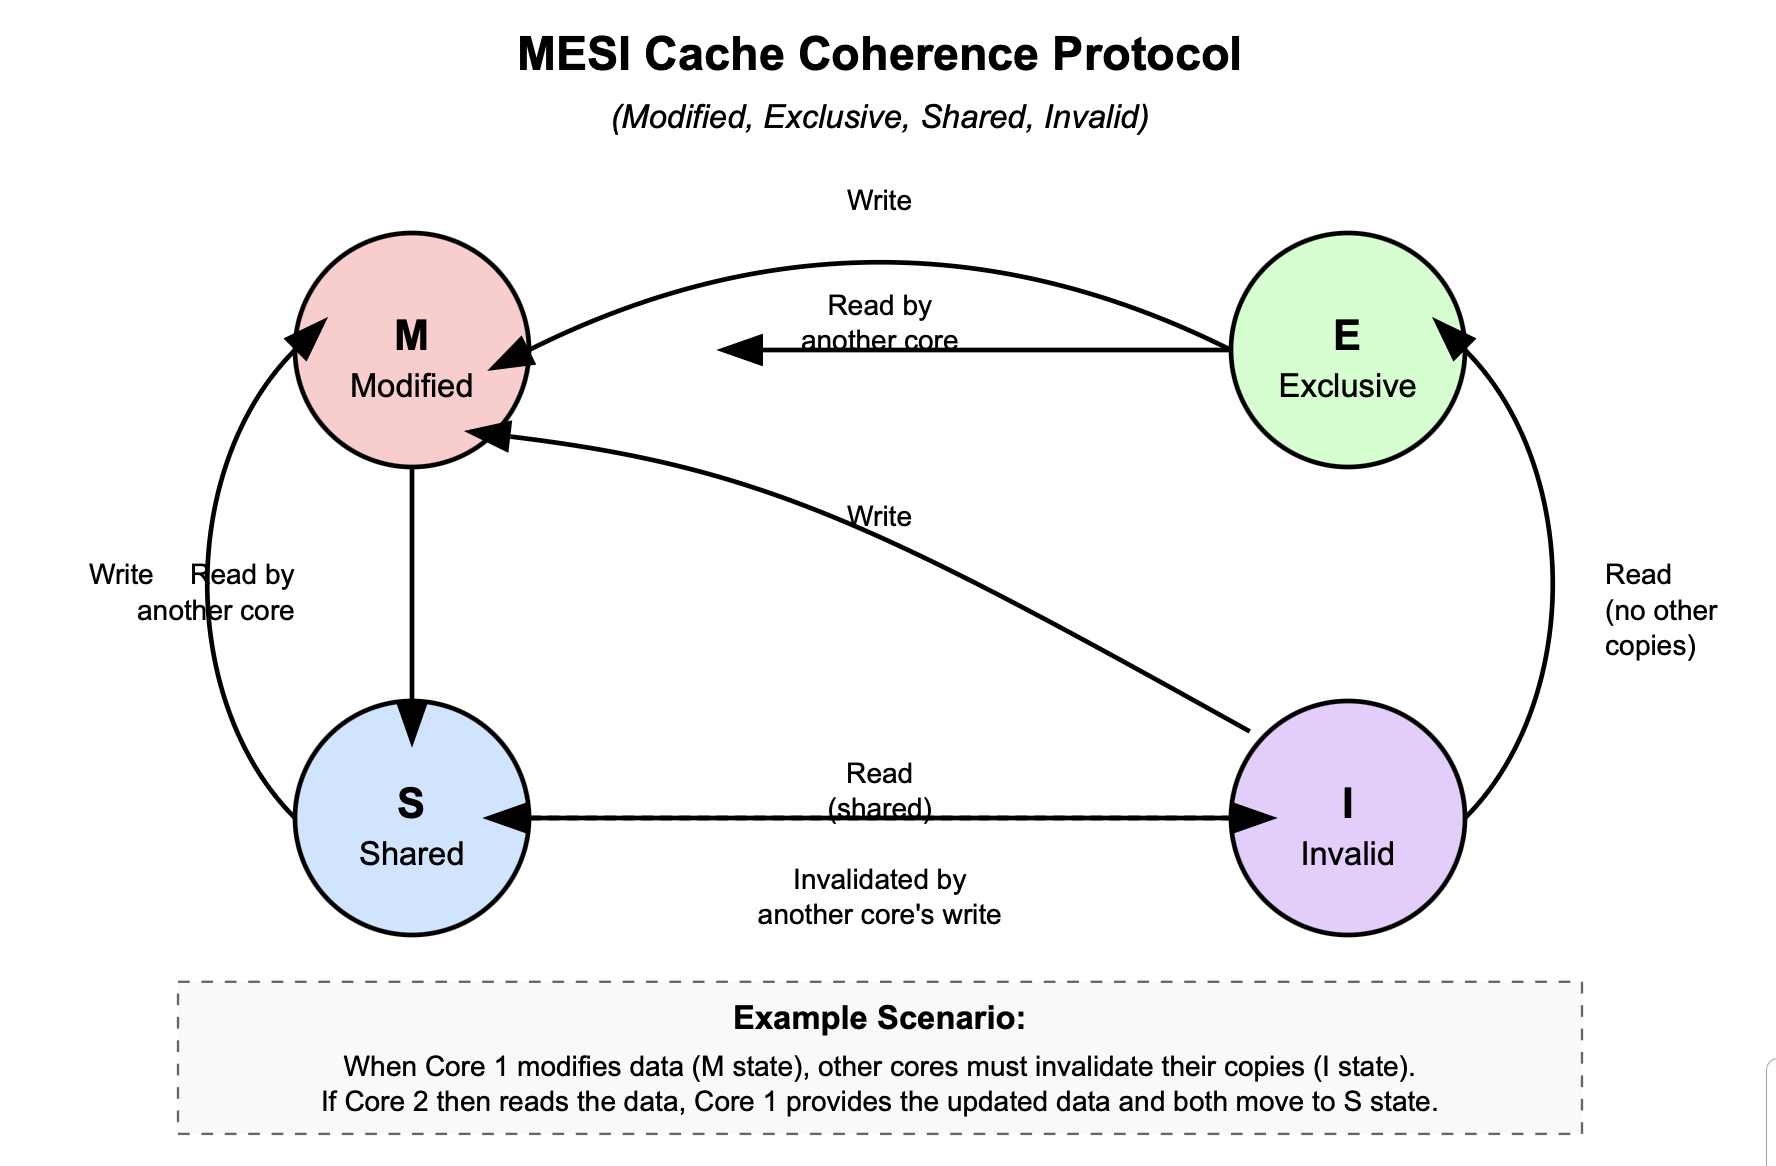 MESI Cache Coherence Protocol
(Modified, Exclusive, Shared, Invalid)
Write
Read by
another core
M
Modified
E
Exclusive
Write
Write
Read by
another core
Read
(no other
copies)
Read
(shared)
S
Shared
I
Invalid
Invalidated by
another core's write
Example Scenario:
When Core 1 modifies data (M state), other cores must invalidate their copies (I state).
If Core 2 then reads the data, Core 1 provides the updated data and both move to S state.